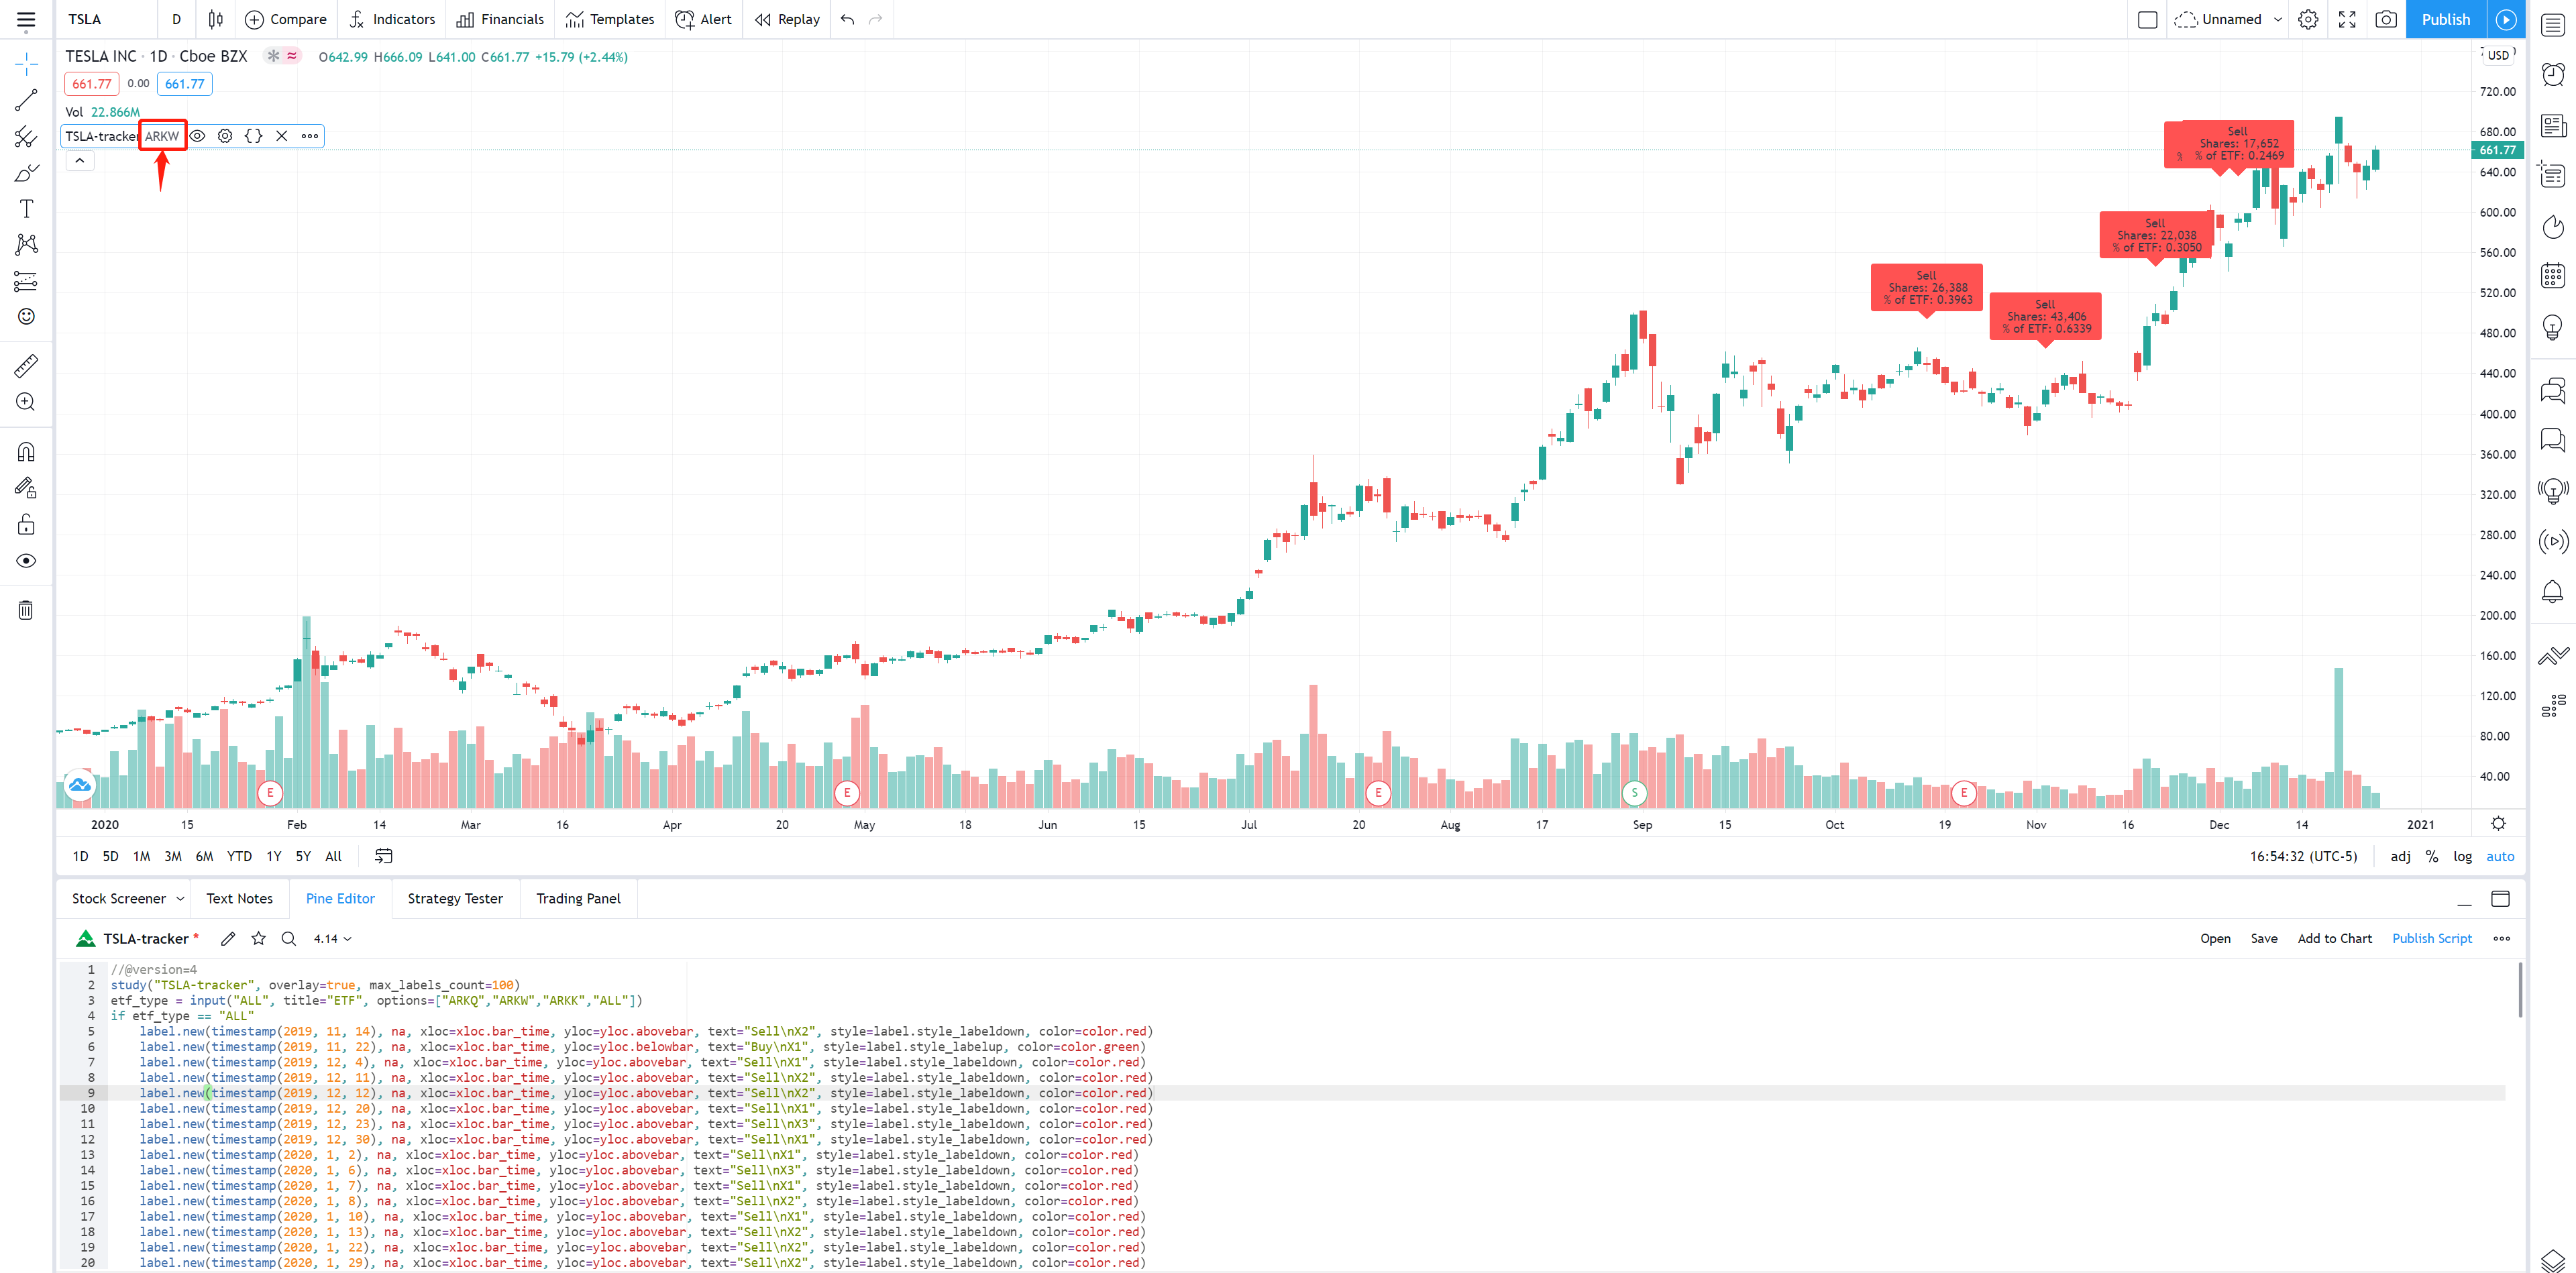 TSLA D Compare Indicators Financials Templates Alert Replay Unnamed Publish
TESLA INC · 1D · Cboe BZX O642.99 H666.09 L641.00 C661.77 +15.79 (+2.44%)
661.77 0.00 661.77
Vol 22.866M
TSLA-tracker ARKW
USD
720.00
680.00
661.77
640.00
600.00
560.00
520.00
480.00
440.00
400.00
360.00
320.00
280.00
240.00
200.00
160.00
120.00
80.00
40.00
Sell
Shares: 17,652
% % of ETF: 0.2469
Sell
Shares: 22,038
% of ETF: 0.3050
Sell
Shares: 26,388
% of ETF: 0.3963
Sell
Shares: 43,406
% of ETF: 0.6339
E E E S E
2020 15 Feb 14 Mar 16 Apr 20 May 18 Jun 15 Jul 20 Aug 17 Sep 15 Oct 19 Nov 16 Dec 14 2021
1D 5D 1M 3M 6M YTD 1Y 5Y All 16:54:32 (UTC-5) adj % log auto
Stock Screener Text Notes Pine Editor Strategy Tester Trading Panel
TSLA-tracker * 4.14 Open Save Add to Chart Publish Script
1 //@version=4
2 study("TSLA-tracker", overlay=true, max_labels_count=100)
3 etf_type = input("ALL", title="ETF", options=["ARKQ","ARKW","ARKK","ALL"])
4 if etf_type == "ALL"
5 label.new(timestamp(2019, 11, 14), na, xloc=xloc.bar_time, yloc=yloc.abovebar, text="Sell\nX2", style=label.style_labeldown, color=color.red)
6 label.new(timestamp(2019, 11, 22), na, xloc=xloc.bar_time, yloc=yloc.belowbar, text="Buy\nX1", style=label.style_labelup, color=color.green)
7 label.new(timestamp(2019, 12, 4), na, xloc=xloc.bar_time, yloc=yloc.abovebar, text="Sell\nX1", style=label.style_labeldown, color=color.red)
8 label.new(timestamp(2019, 12, 11), na, xloc=xloc.bar_time, yloc=yloc.abovebar, text="Sell\nX2", style=label.style_labeldown, color=color.red)
9 label.new(timestamp(2019, 12, 12), na, xloc=xloc.bar_time, yloc=yloc.abovebar, text="Sell\nX2", style=label.style_labeldown, color=color.red)
10 label.new(timestamp(2019, 12, 20), na, xloc=xloc.bar_time, yloc=yloc.abovebar, text="Sell\nX1", style=label.style_labeldown, color=color.red)
11 label.new(timestamp(2019, 12, 23), na, xloc=xloc.bar_time, yloc=yloc.abovebar, text="Sell\nX3", style=label.style_labeldown, color=color.red)
12 label.new(timestamp(2019, 12, 30), na, xloc=xloc.bar_time, yloc=yloc.abovebar, text="Sell\nX1", style=label.style_labeldown, color=color.red)
13 label.new(timestamp(2020, 1, 2), na, xloc=xloc.bar_time, yloc=yloc.abovebar, text="Sell\nX1", style=label.style_labeldown, color=color.red)
14 label.new(timestamp(2020, 1, 6), na, xloc=xloc.bar_time, yloc=yloc.abovebar, text="Sell\nX3", style=label.style_labeldown, color=color.red)
15 label.new(timestamp(2020, 1, 7), na, xloc=xloc.bar_time, yloc=yloc.abovebar, text="Sell\nX1", style=label.style_labeldown, color=color.red)
16 label.new(timestamp(2020, 1, 8), na, xloc=xloc.bar_time, yloc=yloc.abovebar, text="Sell\nX2", style=label.style_labeldown, color=color.red)
17 label.new(timestamp(2020, 1, 10), na, xloc=xloc.bar_time, yloc=yloc.abovebar, text="Sell\nX1", style=label.style_labeldown, color=color.red)
18 label.new(timestamp(2020, 1, 13), na, xloc=xloc.bar_time, yloc=yloc.abovebar, text="Sell\nX2", style=label.style_labeldown, color=color.red)
19 label.new(timestamp(2020, 1, 22), na, xloc=xloc.bar_time, yloc=yloc.abovebar, text="Sell\nX2", style=label.style_labeldown, color=color.red)
20 label.new(timestamp(2020, 1, 29), na, xloc=xloc.bar_time, yloc=yloc.abovebar, text="Sell\nX2", style=label.style_labeldown, color=color.red)